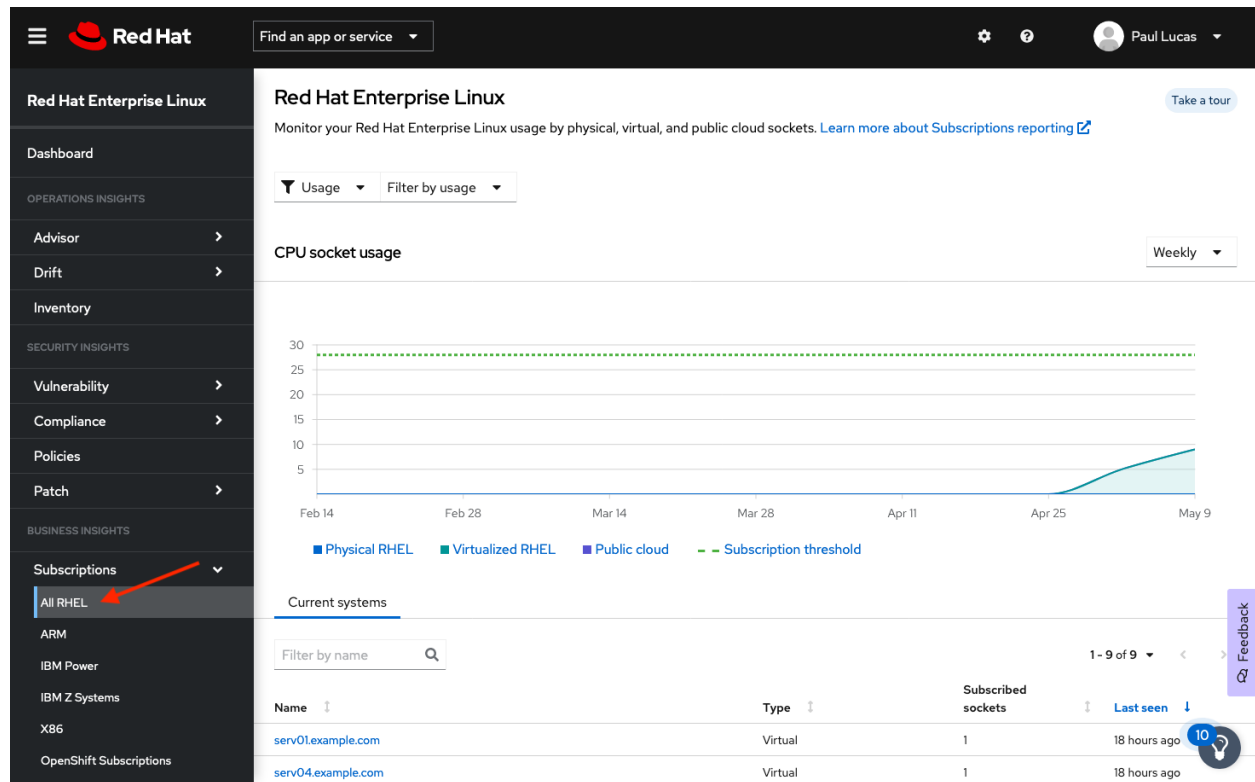 Red Hat
Find an app or service
Paul Lucas
Red Hat Enterprise Linux
Dashboard
OPERATIONS INSIGHTS
Advisor
Drift
Inventory
SECURITY INSIGHTS
Vulnerability
Compliance
Policies
Patch
BUSINESS INSIGHTS
Subscriptions
All RHEL
ARM
IBM Power
IBM Z Systems
X86
OpenShift Subscriptions
Red Hat Enterprise Linux
Take a tour
Monitor your Red Hat Enterprise Linux usage by physical, virtual, and public cloud sockets. Learn more about Subscriptions reporting
Usage Filter by usage
CPU socket usage
Weekly
30
25
20
15
10
5
Feb 14 Feb 28 Mar 14 Mar 28 Apr 11 Apr 25 May 9
Physical RHEL Virtualized RHEL Public cloud Subscription threshold
Current systems
Filter by name
1 - 9 of 9
Name Type Subscribed sockets Last seen
serv01.example.com Virtual 1 18 hours ago
serv04.example.com Virtual 1 18 hours ago
10
Feedback